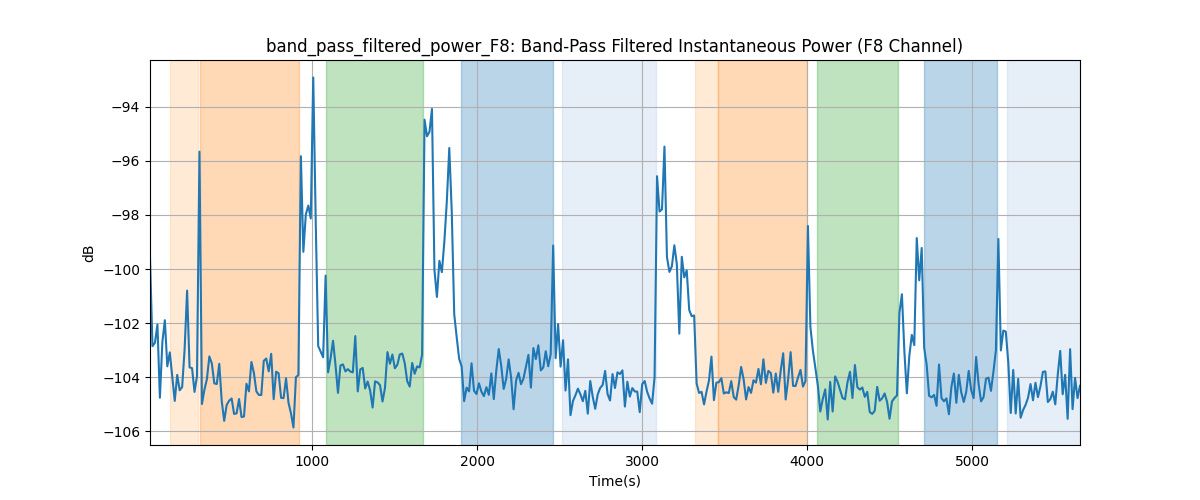 band_pass_filtered_power_F8: Band-Pass Filtered Instantaneous Power (F8 Channel)
−94
−96
−98
−100
−102
−104
−106
dB
1000 2000 3000 4000 5000
Time(s)